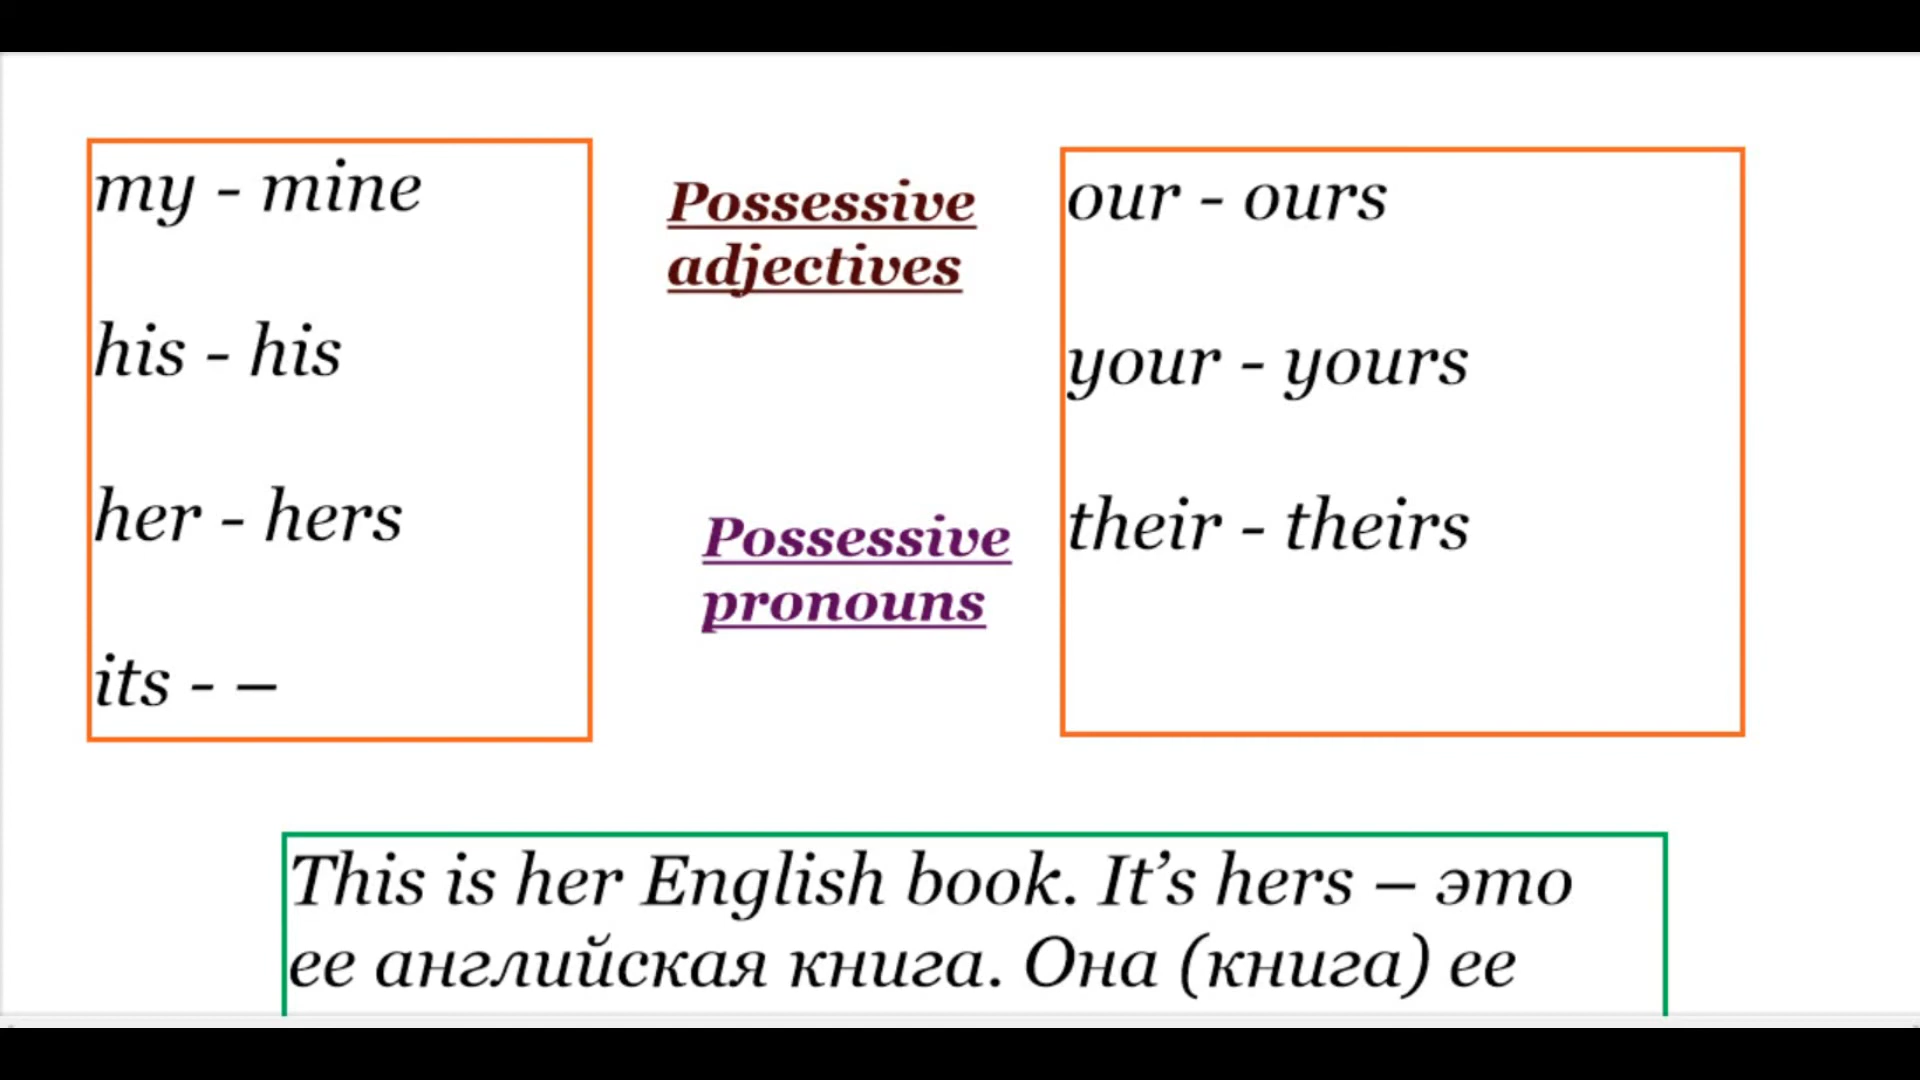 my - mine
his - his
her - hers
its - –
Possessive
adjectives
Possessive
pronouns
our - ours
your - yours
their - theirs
This is her English book. It’s hers – это
ее английская книга. Она (книга) ее